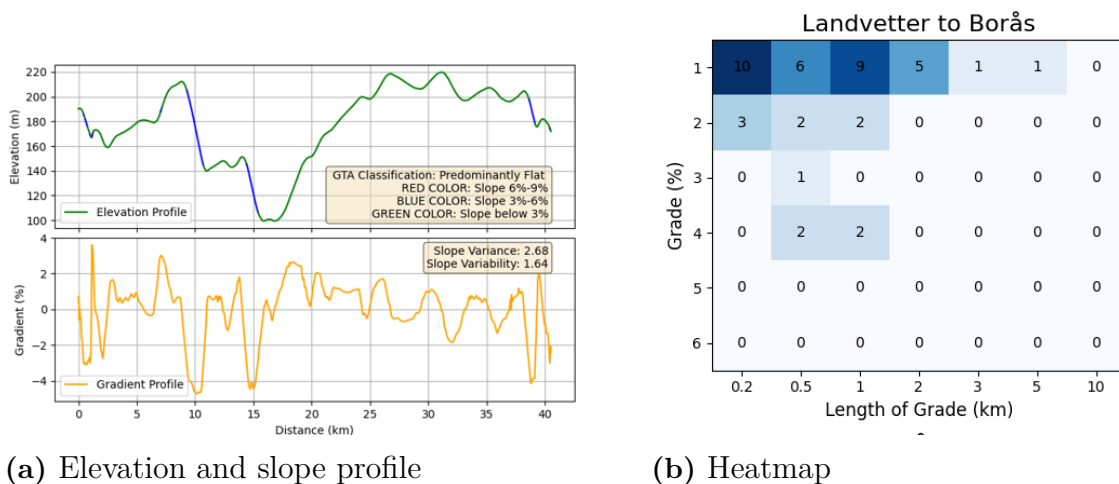 220
200
180
160
140
120
100
Elevation (m)
Elevation Profile
GTA Classification: Predominantly Flat
RED COLOR: Slope 6%-9%
BLUE COLOR: Slope 3%-6%
GREEN COLOR: Slope below 3%
4
2
0
−2
−4
Gradient (%)
Slope Variance: 2.68
Slope Variability: 1.64
Gradient Profile
0 5 10 15 20 25 30 35 40
Distance (km)
(a) Elevation and slope profile
Landvetter to Borås
1 10 6 9 5 1 1 0
2 3 2 2 0 0 0 0
3 0 1 0 0 0 0 0
4 0 2 2 0 0 0 0
5 0 0 0 0 0 0 0
6 0 0 0 0 0 0 0
Grade (%)
0.2 0.5 1 2 3 5 10
Length of Grade (km)
(b) Heatmap